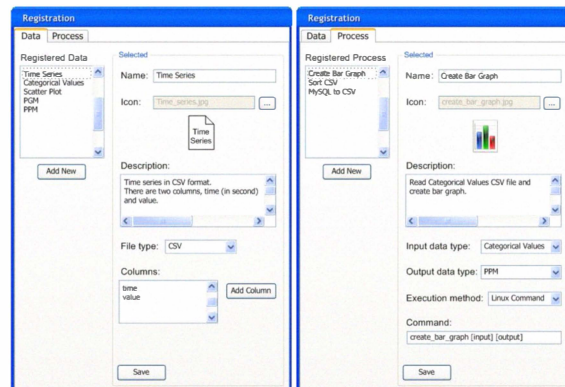 Registration
Data
Process
Registered Data
Time Series
Categorical Values
Scatter Plot
PGM
PPM
Add New
Selected
Name:
Time Series
Icon:
Time_series.jpg
...
Time
Series
Description:
Time series in CSV format.
There are two columns, time (in second)
and value.
File type:
CSV
Columns:
time
value
Add Column
Save
Registration
Data
Process
Registered Process
Create Bar Graph
Sort CSV
MySQL to CSV
Add New
Selected
Name:
Create Bar Graph
Icon:
create_bar_graph.jpg
...
Description:
Read Categorical Values CSV file and
create bar graph.
Input data type:
Categorical Values
Output data type:
PPM
Execution method:
Linux Command
Command:
create_bar_graph [input] [output]
Save